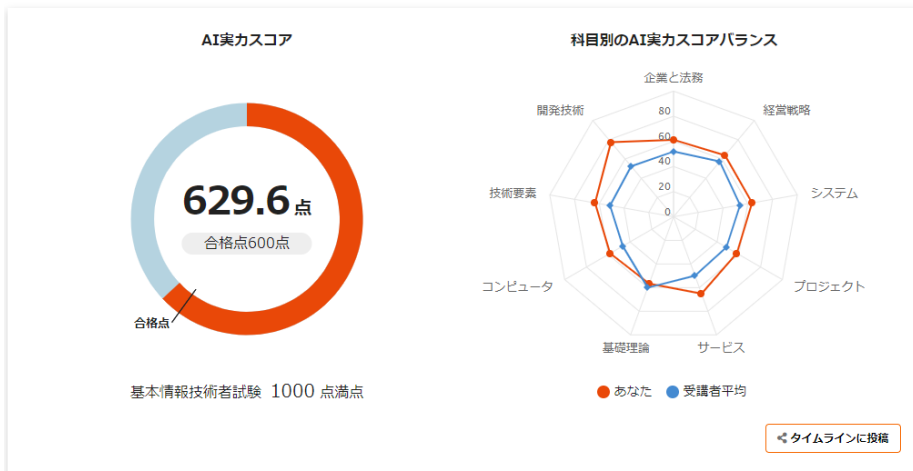 AI実力スコア
629.6 点
合格点600点
合格点
基本情報技術者試験 1000 点満点
科目別のAI実力スコアバランス
企業と法務
経営戦略
システム
プロジェクト
サービス
基礎理論
コンピュータ
技術要素
開発技術
80
60
40
20
0
あなた 受講者平均
タイムラインに投稿